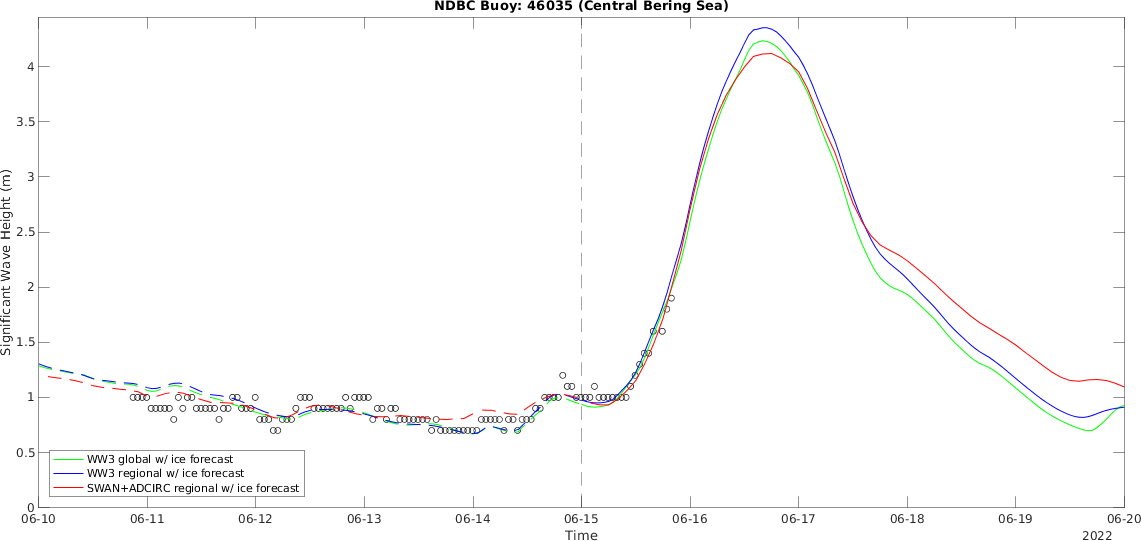 NDBC Buoy: 46035 (Central Bering Sea)
Significant Wave Height (m)
4
3.5
3
2.5
2
1.5
1
0.5
0
WW3 global w/ ice forecast
WW3 regional w/ ice forecast
SWAN+ADCIRC regional w/ ice forecast
06-10 06-11 06-12 06-13 06-14 06-15 06-16 06-17 06-18 06-19 06-20
Time
2022